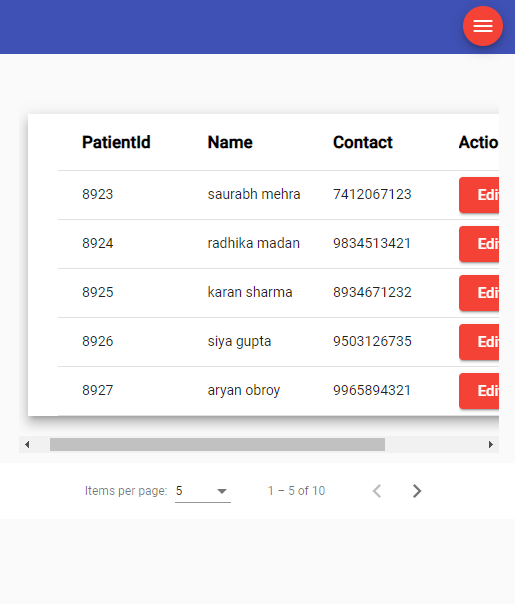 PatientId Name Contact Actio
8923 saurabh mehra 7412067123 Edi
8924 radhika madan 9834513421 Edi
8925 karan sharma 8934671232 Edi
8926 siya gupta 9503126735 Edi
8927 aryan obroy 9965894321 Edi
Items per page: 5 1 – 5 of 10